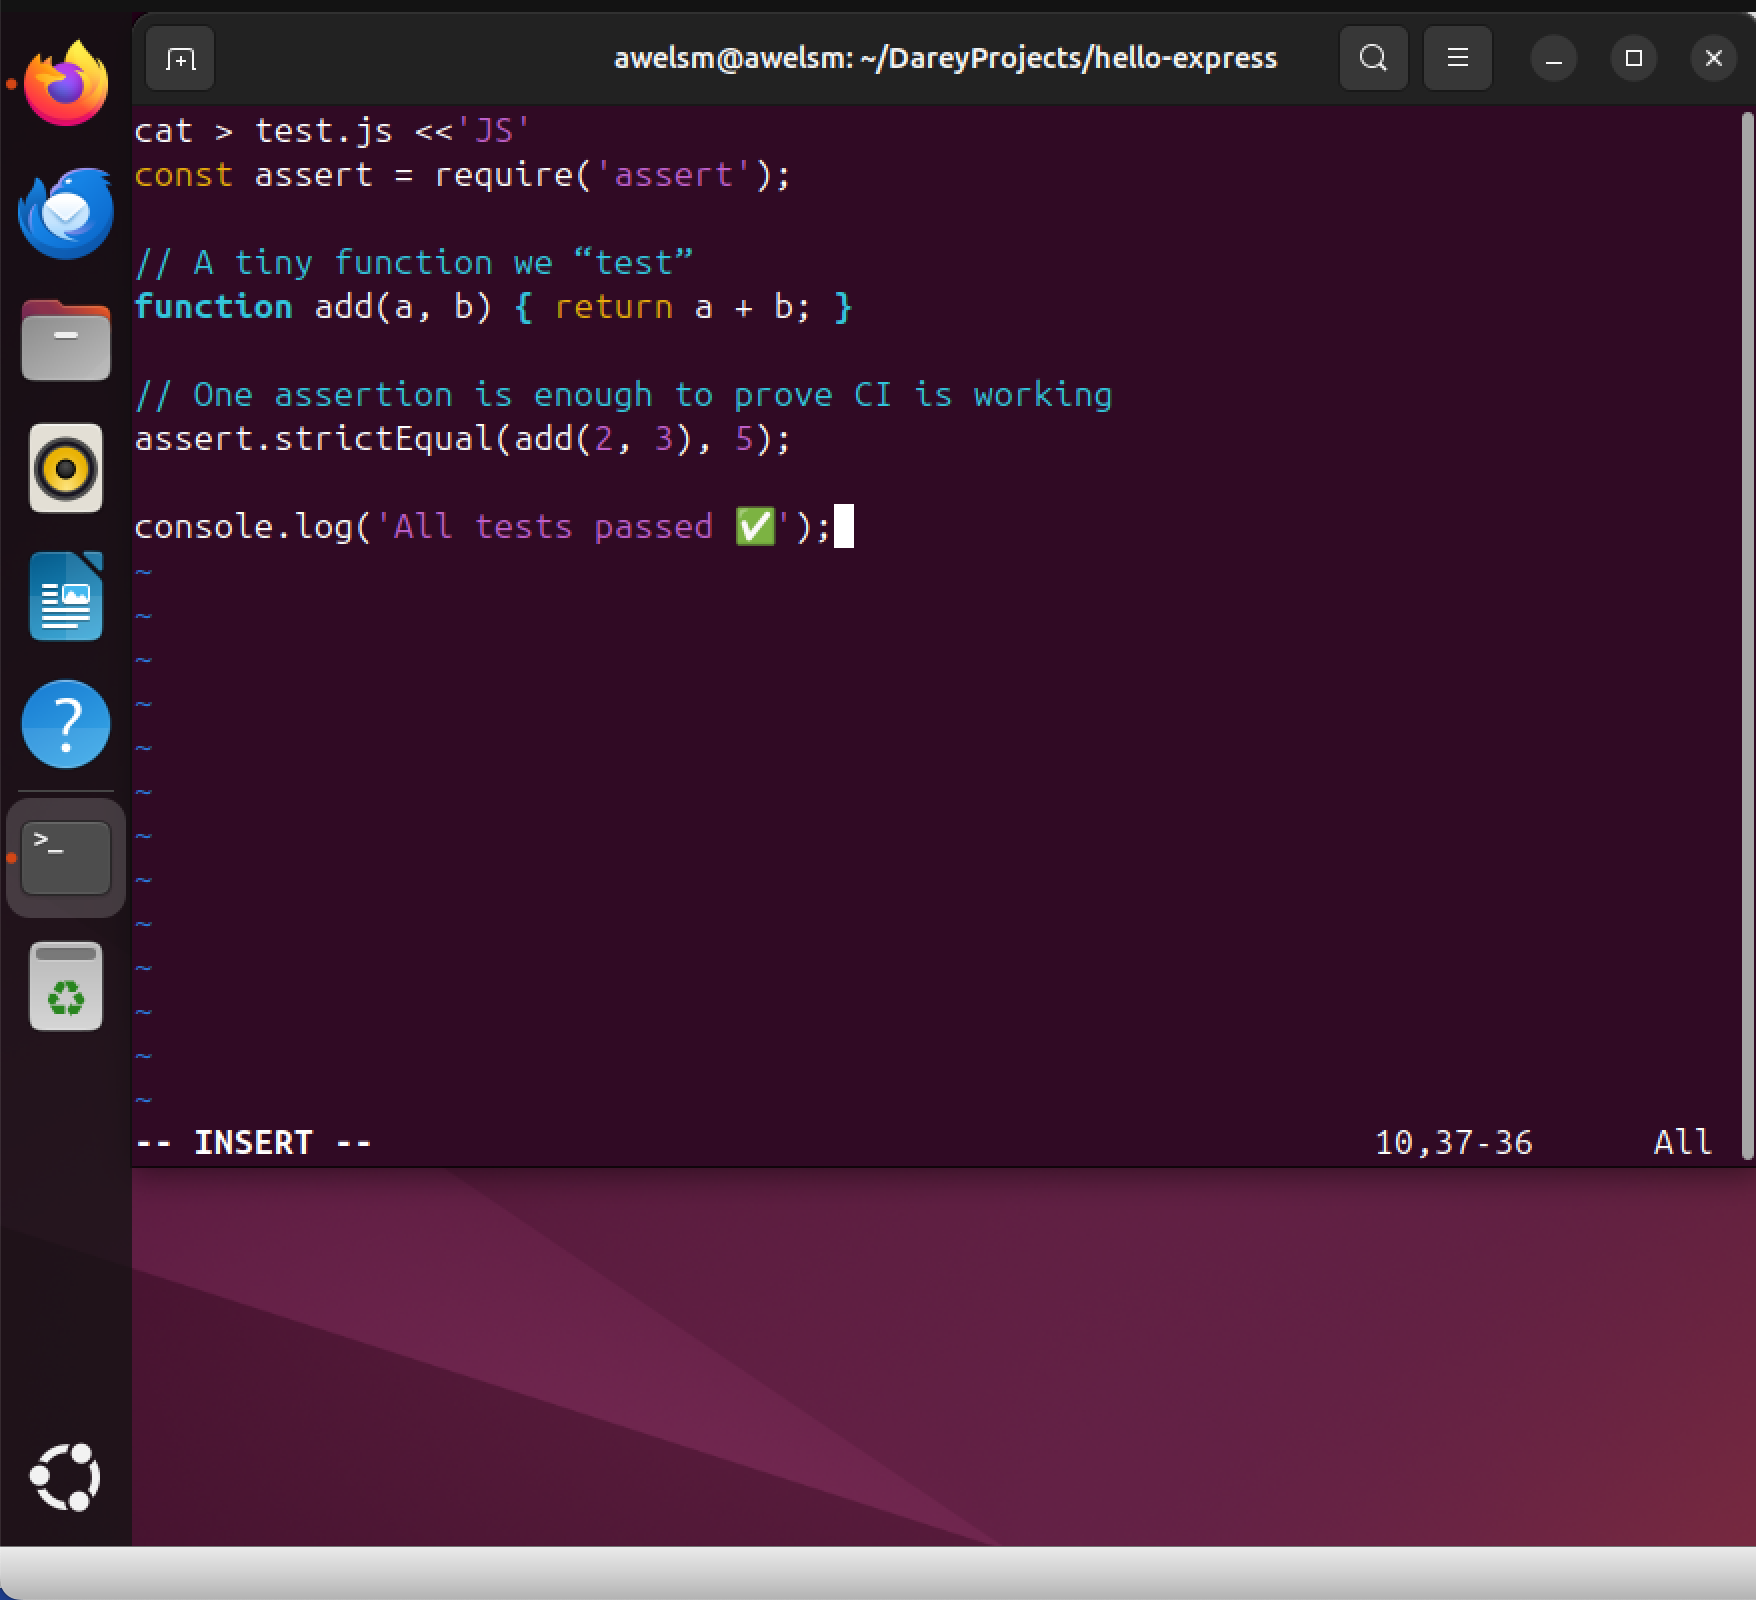 awelsm@awelsm: ~/DareyProjects/hello-express
cat > test.js <<'JS'
const assert = require('assert');
// A tiny function we “test”
function add(a, b) { return a + b; }
// One assertion is enough to prove CI is working
assert.strictEqual(add(2, 3), 5);
console.log('All tests passed ✅');
~
~
~
~
~
~
~
~
~
~
~
~
~
-- INSERT -- 10,37-36 All